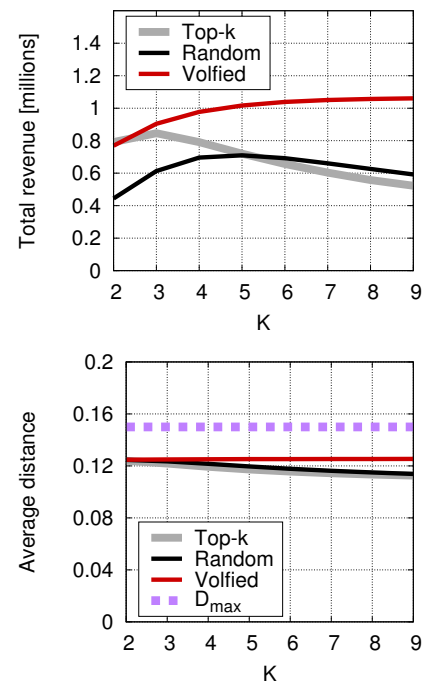 Total revenue [millions]
1.4
1.2
1
0.8
0.6
0.4
0.2
0
Top-k
Random
Volfied
2 3 4 5 6 7 8 9
K
Average distance
0.2
0.16
0.12
0.08
0.04
0
Top-k
Random
Volfied
D_max
2 3 4 5 6 7 8 9
K